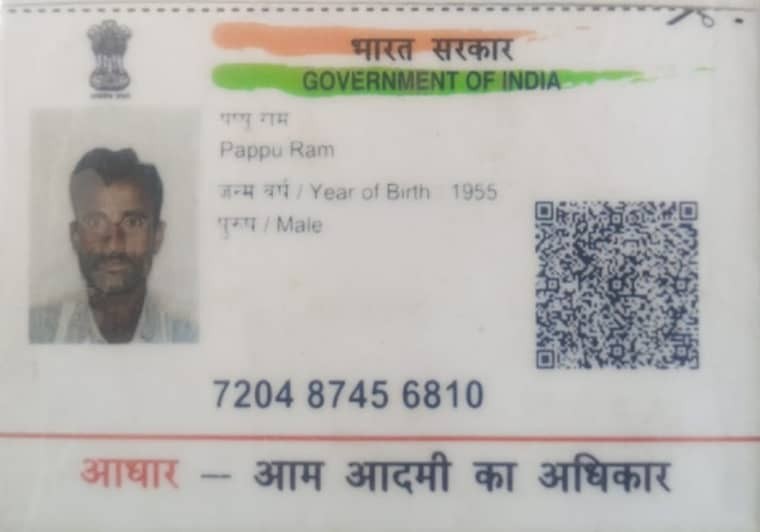 भारत सरकार
GOVERNMENT OF INDIA
पप्पु राम
Pappu Ram
जन्म वर्ष / Year of Birth : 1955
पुरुष / Male
7204 8745 6810
आधार – आम आदमी का अधिकार